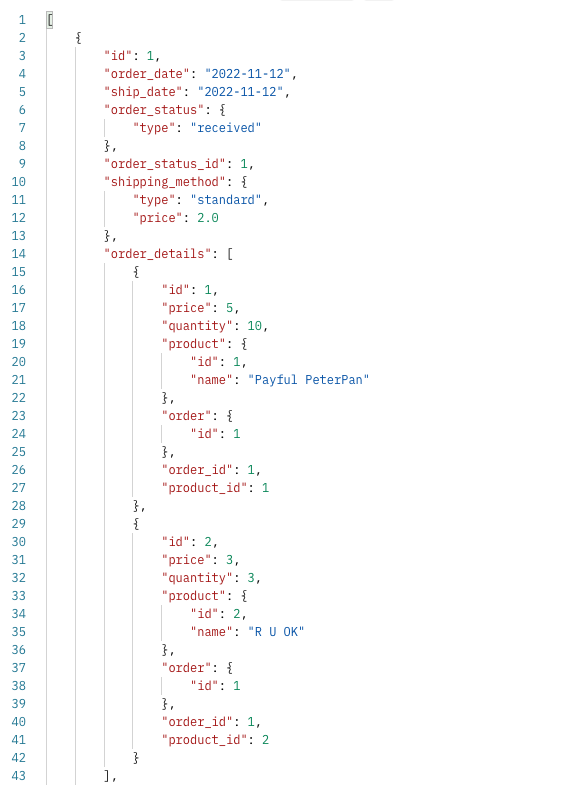 1 [
2 {
3 "id": 1,
4 "order_date": "2022-11-12",
5 "ship_date": "2022-11-12",
6 "order_status": {
7 "type": "received"
8 },
9 "order_status_id": 1,
10 "shipping_method": {
11 "type": "standard",
12 "price": 2.0
13 },
14 "order_details": [
15 {
16 "id": 1,
17 "price": 5,
18 "quantity": 10,
19 "product": {
20 "id": 1,
21 "name": "Payful PeterPan"
22 },
23 "order": {
24 "id": 1
25 },
26 "order_id": 1,
27 "product_id": 1
28 },
29 {
30 "id": 2,
31 "price": 3,
32 "quantity": 3,
33 "product": {
34 "id": 2,
35 "name": "R U OK"
36 },
37 "order": {
38 "id": 1
39 },
40 "order_id": 1,
41 "product_id": 2
42 }
43 ],